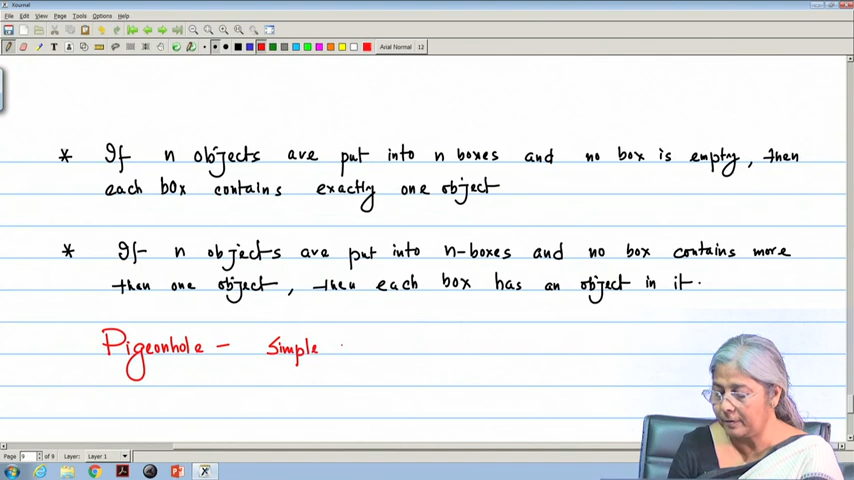 Xournal
File Edit View Page Tools Options Help
Arial Normal 12
* If n objects are put into n boxes and no box is empty, then
each box contains exactly one object
* If n objects are put into n-boxes and no box contains more
then one object, then each box has an object in it.
Pigeonhole - Simple
Page 9 of 9 Layer: Layer 1